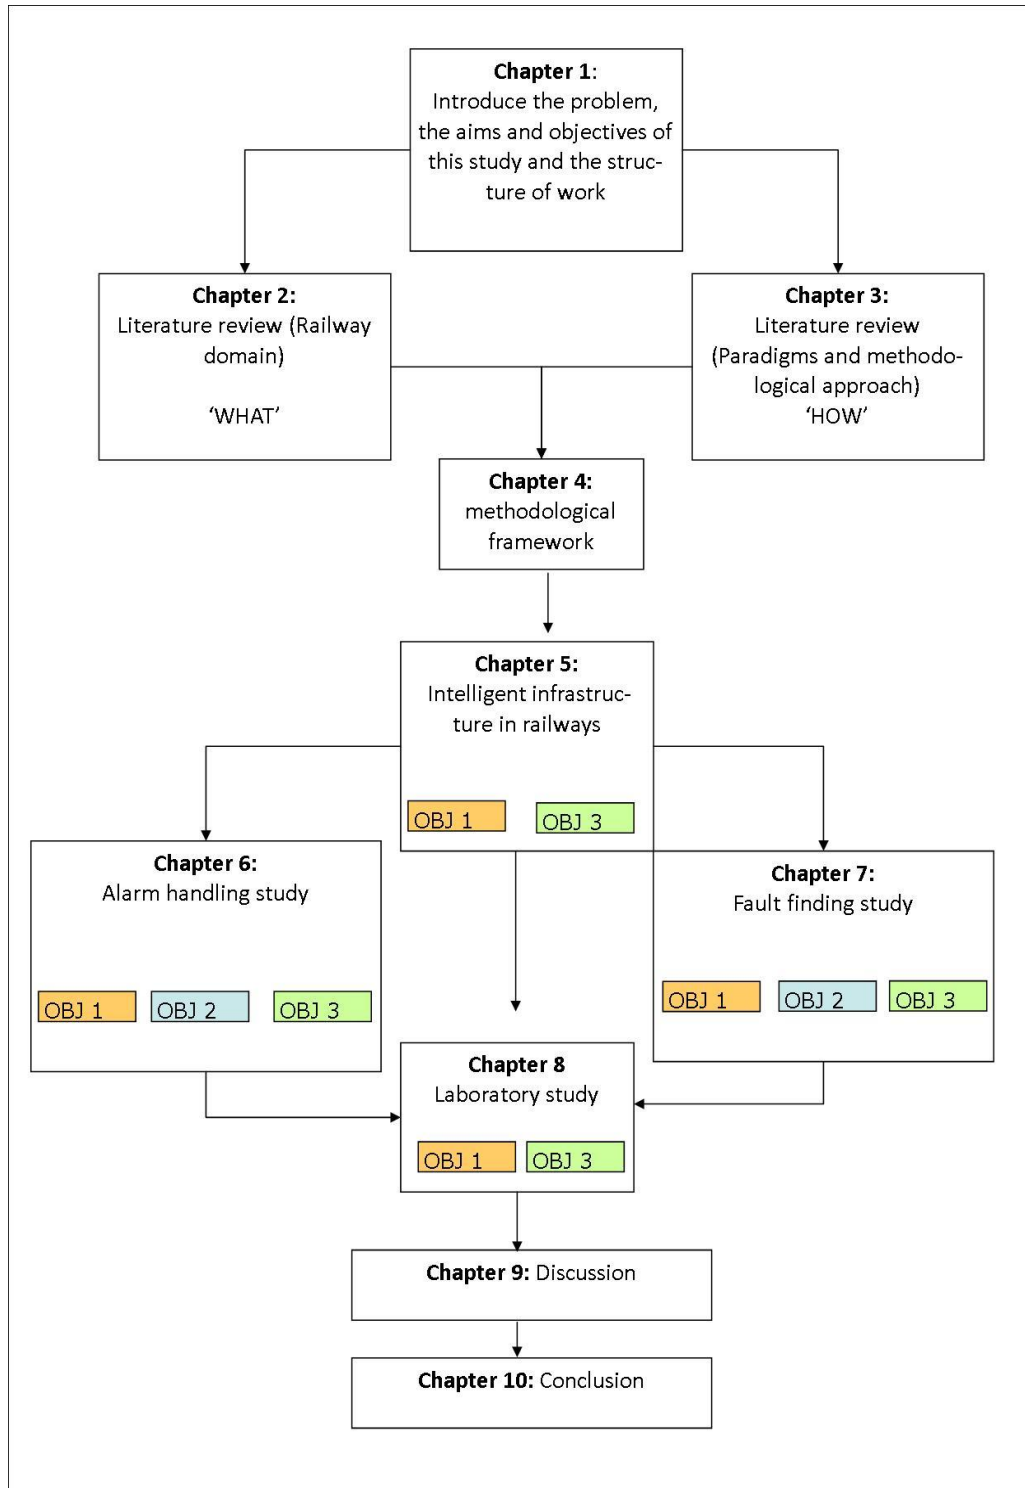 Chapter 1:
Introduce the problem,
the aims and objectives of
this study and the struc-
ture of work
Chapter 2:
Literature review (Railway
domain)
‘WHAT’
Chapter 3:
Literature review
(Paradigms and methodo-
logical approach)
‘HOW’
Chapter 4:
methodological
framework
Chapter 5:
Intelligent infrastruc-
ture in railways
OBJ 1
OBJ 3
Chapter 6:
Alarm handling study
OBJ 1
OBJ 2
OBJ 3
Chapter 7:
Fault finding study
OBJ 1
OBJ 2
OBJ 3
Chapter 8
Laboratory study
OBJ 1
OBJ 3
Chapter 9: Discussion
Chapter 10: Conclusion